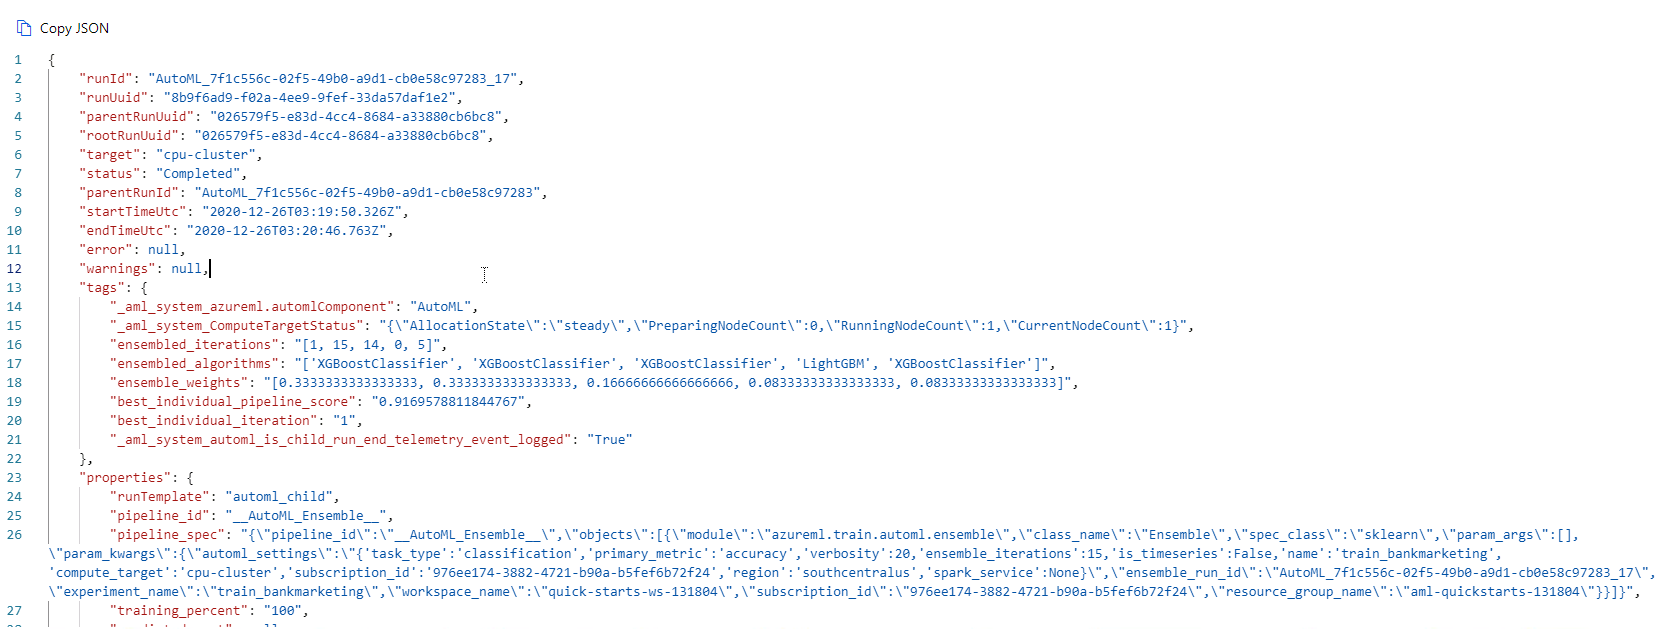 Copy JSON
1 {
2 "runId": "AutoML_7f1c556c-02f5-49b0-a9d1-cb0e58c97283_17",
3 "runUuid": "8b9f6ad9-f02a-4ee9-9fef-33da57daf1e2",
4 "parentRunUuid": "026579f5-e83d-4cc4-8684-a33880cb6bc8",
5 "rootRunUuid": "026579f5-e83d-4cc4-8684-a33880cb6bc8",
6 "target": "cpu-cluster",
7 "status": "Completed",
8 "parentRunId": "AutoML_7f1c556c-02f5-49b0-a9d1-cb0e58c97283",
9 "startTimeUtc": "2020-12-26T03:19:50.326Z",
10 "endTimeUtc": "2020-12-26T03:20:46.763Z",
11 "error": null,
12 "warnings": null,
13 "tags": {
14 "_aml_system_azureml.automlComponent": "AutoML",
15 "_aml_system_ComputeTargetStatus": "{\"AllocationState\":\"steady\",\"PreparingNodeCount\":0,\"RunningNodeCount\":1,\"CurrentNodeCount\":1}",
16 "ensembled_iterations": "[1, 15, 14, 0, 5]",
17 "ensembled_algorithms": "['XGBoostClassifier', 'XGBoostClassifier', 'XGBoostClassifier', 'LightGBM', 'XGBoostClassifier']",
18 "ensemble_weights": "[0.3333333333333333, 0.3333333333333333, 0.16666666666666666, 0.08333333333333333, 0.08333333333333333]",
19 "best_individual_pipeline_score": "0.9169578811844767",
20 "best_individual_iteration": "1",
21 "_aml_system_automl_is_child_run_end_telemetry_event_logged": "True"
22 },
23 "properties": {
24 "runTemplate": "automl_child",
25 "pipeline_id": "__AutoML_Ensemble__",
26 "pipeline_spec": "{\"pipeline_id\":\"__AutoML_Ensemble__\",\"objects\":[{\"module\":\"azureml.train.automl.ensemble\",\"class_name\":\"Ensemble\",\"spec_class\":\"sklearn\",\"param_args\":[],
\"param_kwargs\":{\"automl_settings\":\"{'task_type':'classification','primary_metric':'accuracy','verbosity':20,'ensemble_iterations':15,'is_timeseries':False,'name':'train_bankmarketing',
'compute_target':'cpu-cluster','subscription_id':'976ee174-3882-4721-b90a-b5fef6b72f24','region':'southcentralus','spark_service':None}\",\"ensemble_run_id\":\"AutoML_7f1c556c-02f5-49b0-a9d1-cb0e58c97283_17\",
\"experiment_name\":\"train_bankmarketing\",\"workspace_name\":\"quick-starts-ws-131804\",\"subscription_id\":\"976ee174-3882-4721-b90a-b5fef6b72f24\",\"resource_group_name\":\"aml-quickstarts-131804\"}}]}",
27 "training_percent": "100",